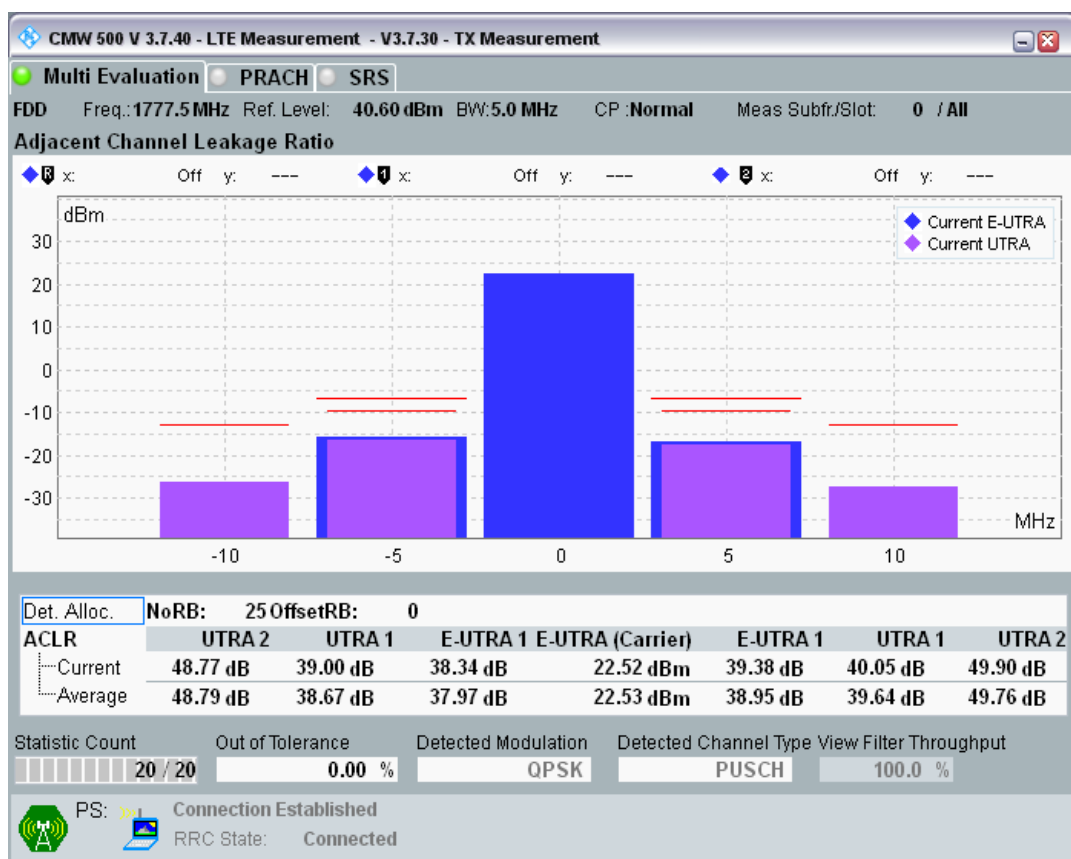 CMW 500 V 3.7.40 - LTE Measurement - V3.7.30 - TX Measurement
Multi Evaluation PRACH SRS
FDD Freq.: 1777.5 MHz Ref. Level: 40.60 dBm BW: 5.0 MHz CP : Normal Meas Subfr./Slot: 0 / All
Adjacent Channel Leakage Ratio
R x: Off y: --- 1 x: Off y: --- 2 x: Off y: ---
dBm
Current E-UTRA
Current UTRA
30
20
10
0
-10
-20
-30
MHz
-10 -5 0 5 10
Det. Alloc. NoRB: 25 OffsetRB: 0
ACLR UTRA 2 UTRA 1 E-UTRA 1 E-UTRA (Carrier) E-UTRA 1 UTRA 1 UTRA 2
Current 48.77 dB 39.00 dB 38.34 dB 22.52 dBm 39.38 dB 40.05 dB 49.90 dB
Average 48.79 dB 38.67 dB 37.97 dB 22.53 dBm 38.95 dB 39.64 dB 49.76 dB
Statistic Count Out of Tolerance Detected Modulation Detected Channel Type View Filter Throughput
20 / 20 0.00 % QPSK PUSCH 100.0 %
PS: Connection Established
RRC State: Connected